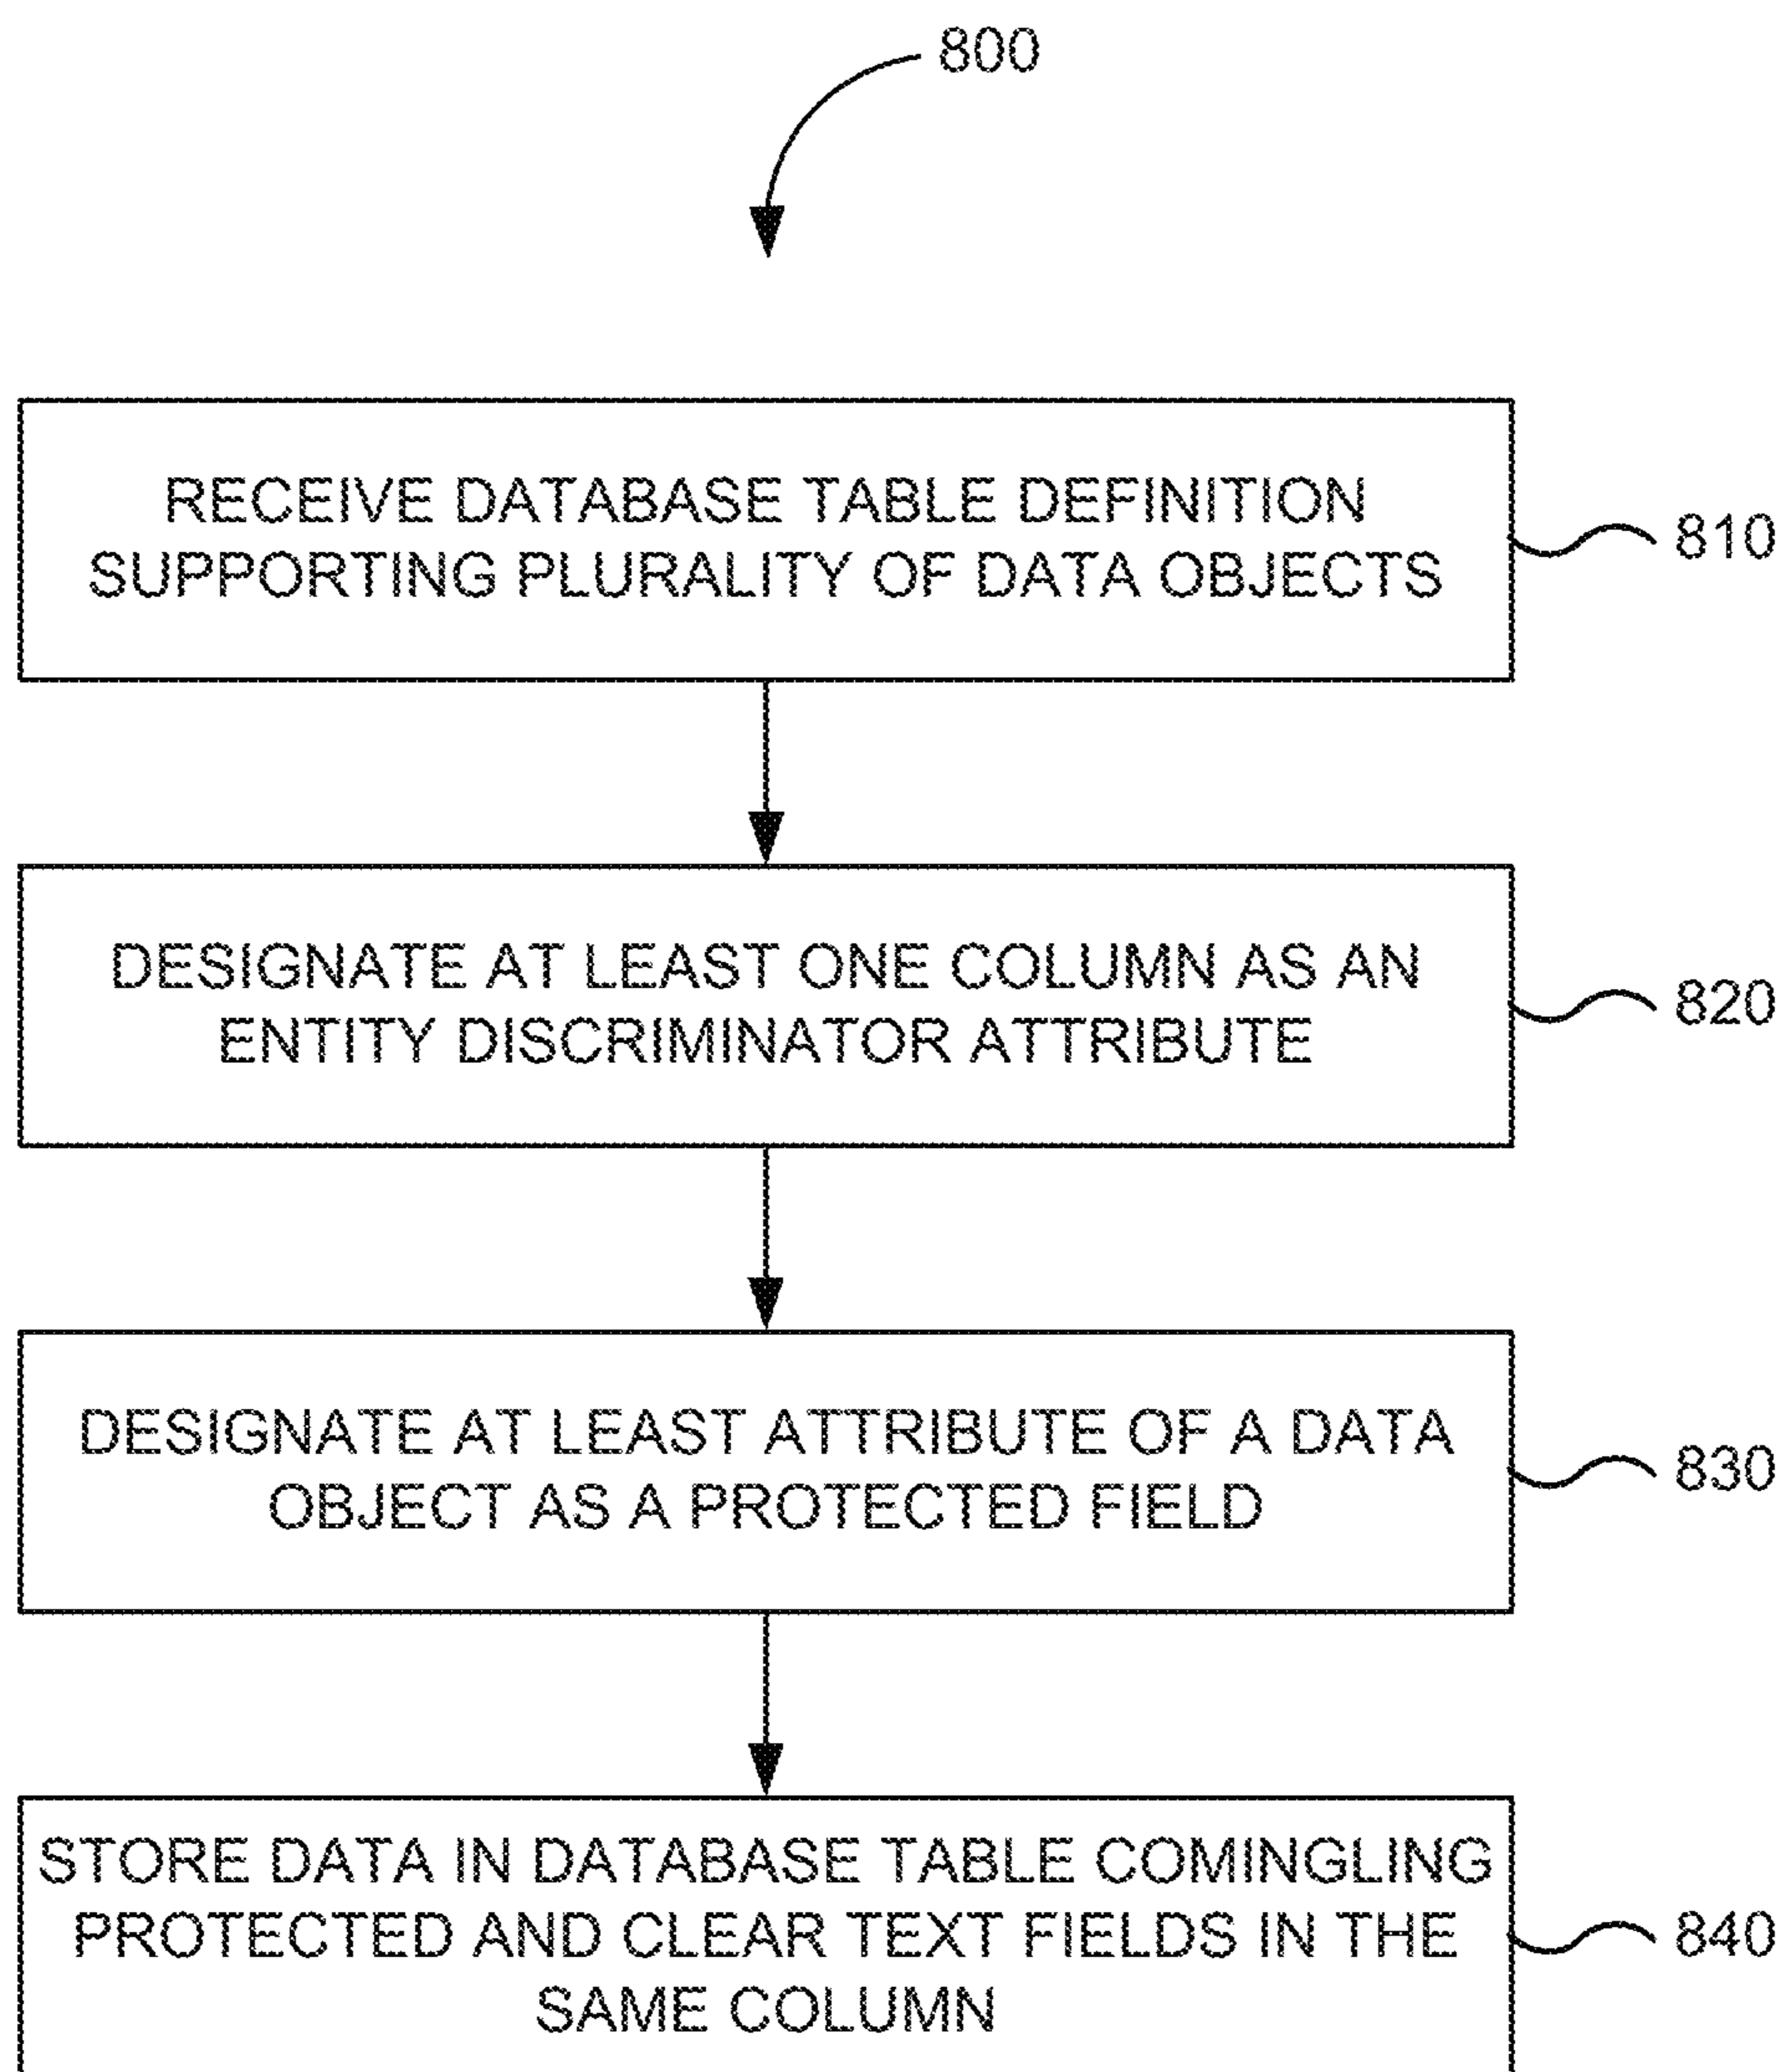 800
RECEIVE DATABASE TABLE DEFINITION
SUPPORTING PLURALITY OF DATA OBJECTS
810
DESIGNATE AT LEAST ONE COLUMN AS AN
ENTITY DISCRIMINATOR ATTRIBUTE
820
DESIGNATE AT LEAST ATTRIBUTE OF A DATA
OBJECT AS A PROTECTED FIELD
830
STORE DATA IN DATABASE TABLE COMINGLING
PROTECTED AND CLEAR TEXT FIELDS IN THE
SAME COLUMN
840